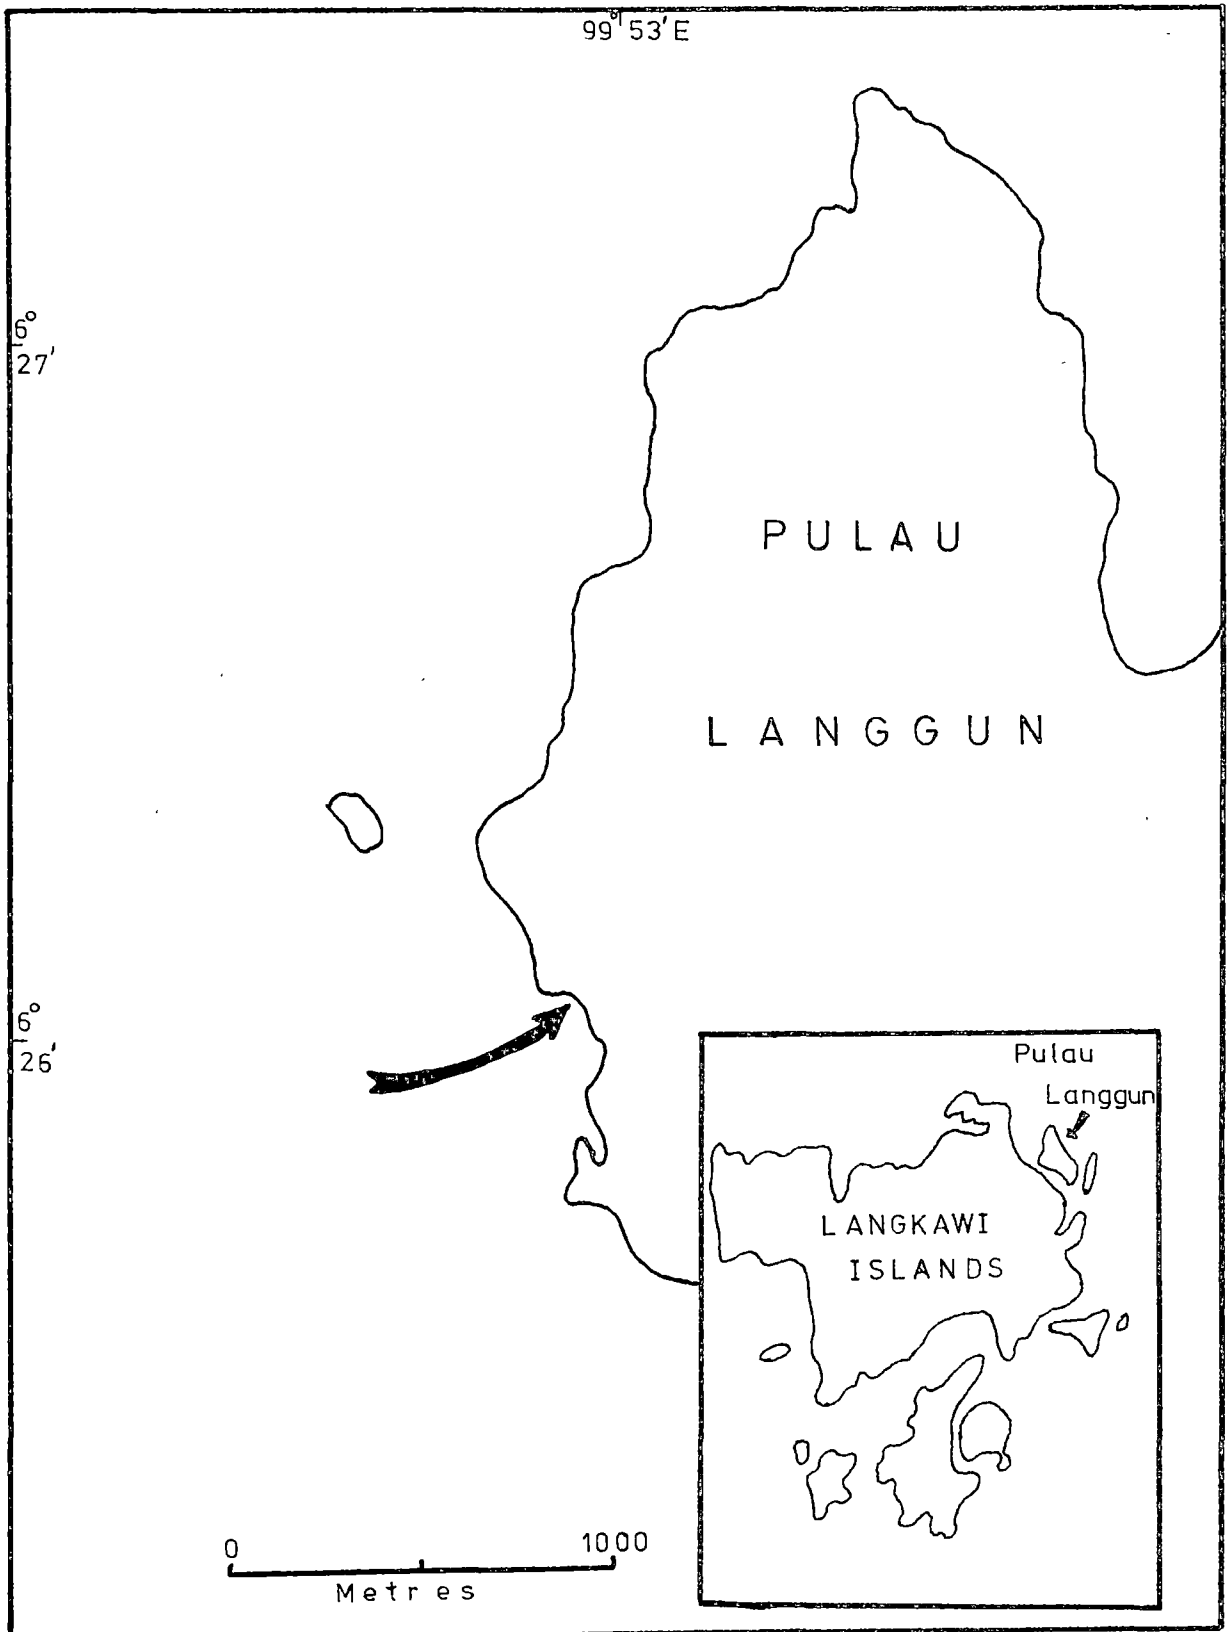 99° 53′ E
6°
27′
PULAU
LANGGUN
6°
26′
Pulau
Langgun
LANGKAWI
ISLANDS
0 1000
Metres